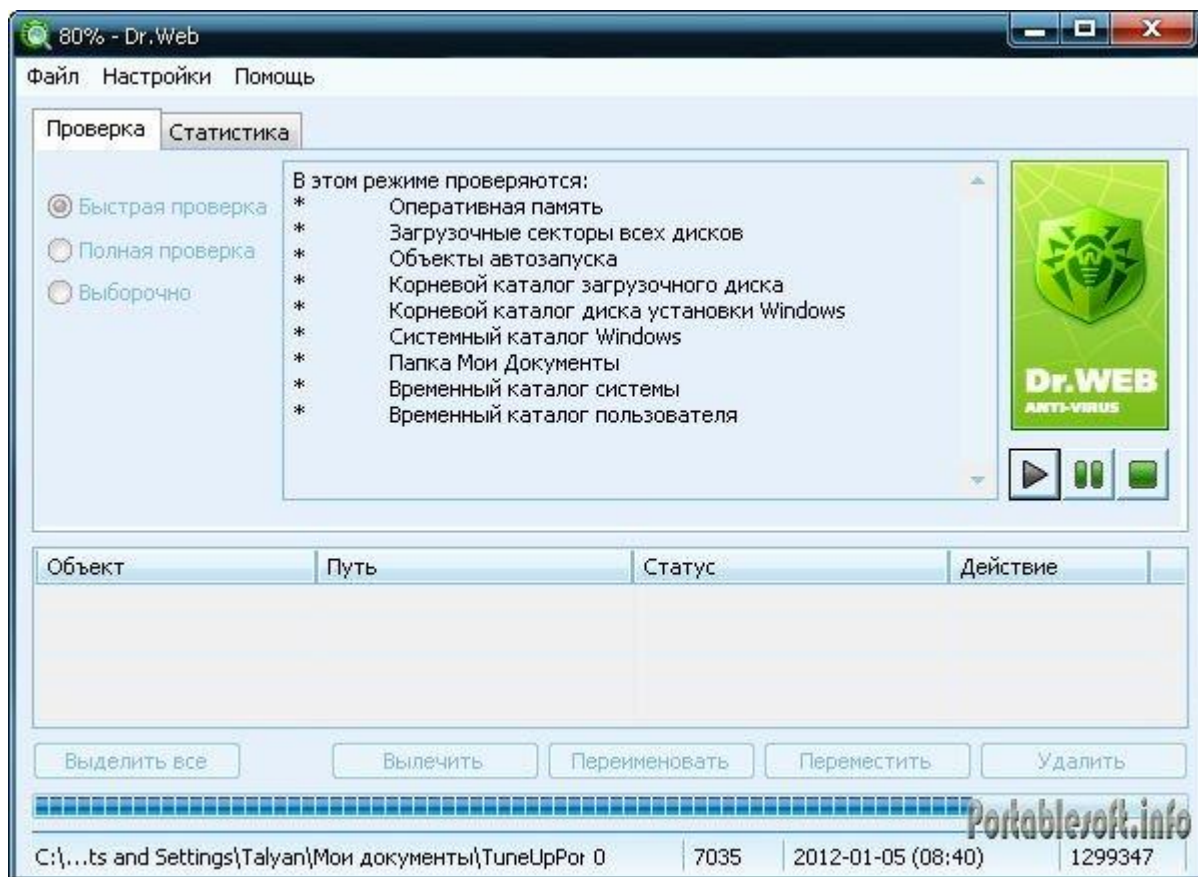 80% - Dr.Web
Файл Настройки Помощь
Проверка Статистика
Быстрая проверка
Полная проверка
Выборочно
В этом режиме проверяются:
* Оперативная память
* Загрузочные секторы всех дисков
* Объекты автозапуска
* Корневой каталог загрузочного диска
* Корневой каталог диска установки Windows
* Системный каталог Windows
* Папка Мои Документы
* Временный каталог системы
* Временный каталог пользователя
Dr.WEB
ANTI-VIRUS
Объект Путь Статус Действие
Выделить все Вылечить Переименовать Переместить Удалить
Portablesoft.info
C:\...ts and Settings\Talyan\Мои документы\TuneUpPor 0 7035 2012-01-05 (08:40) 1299347